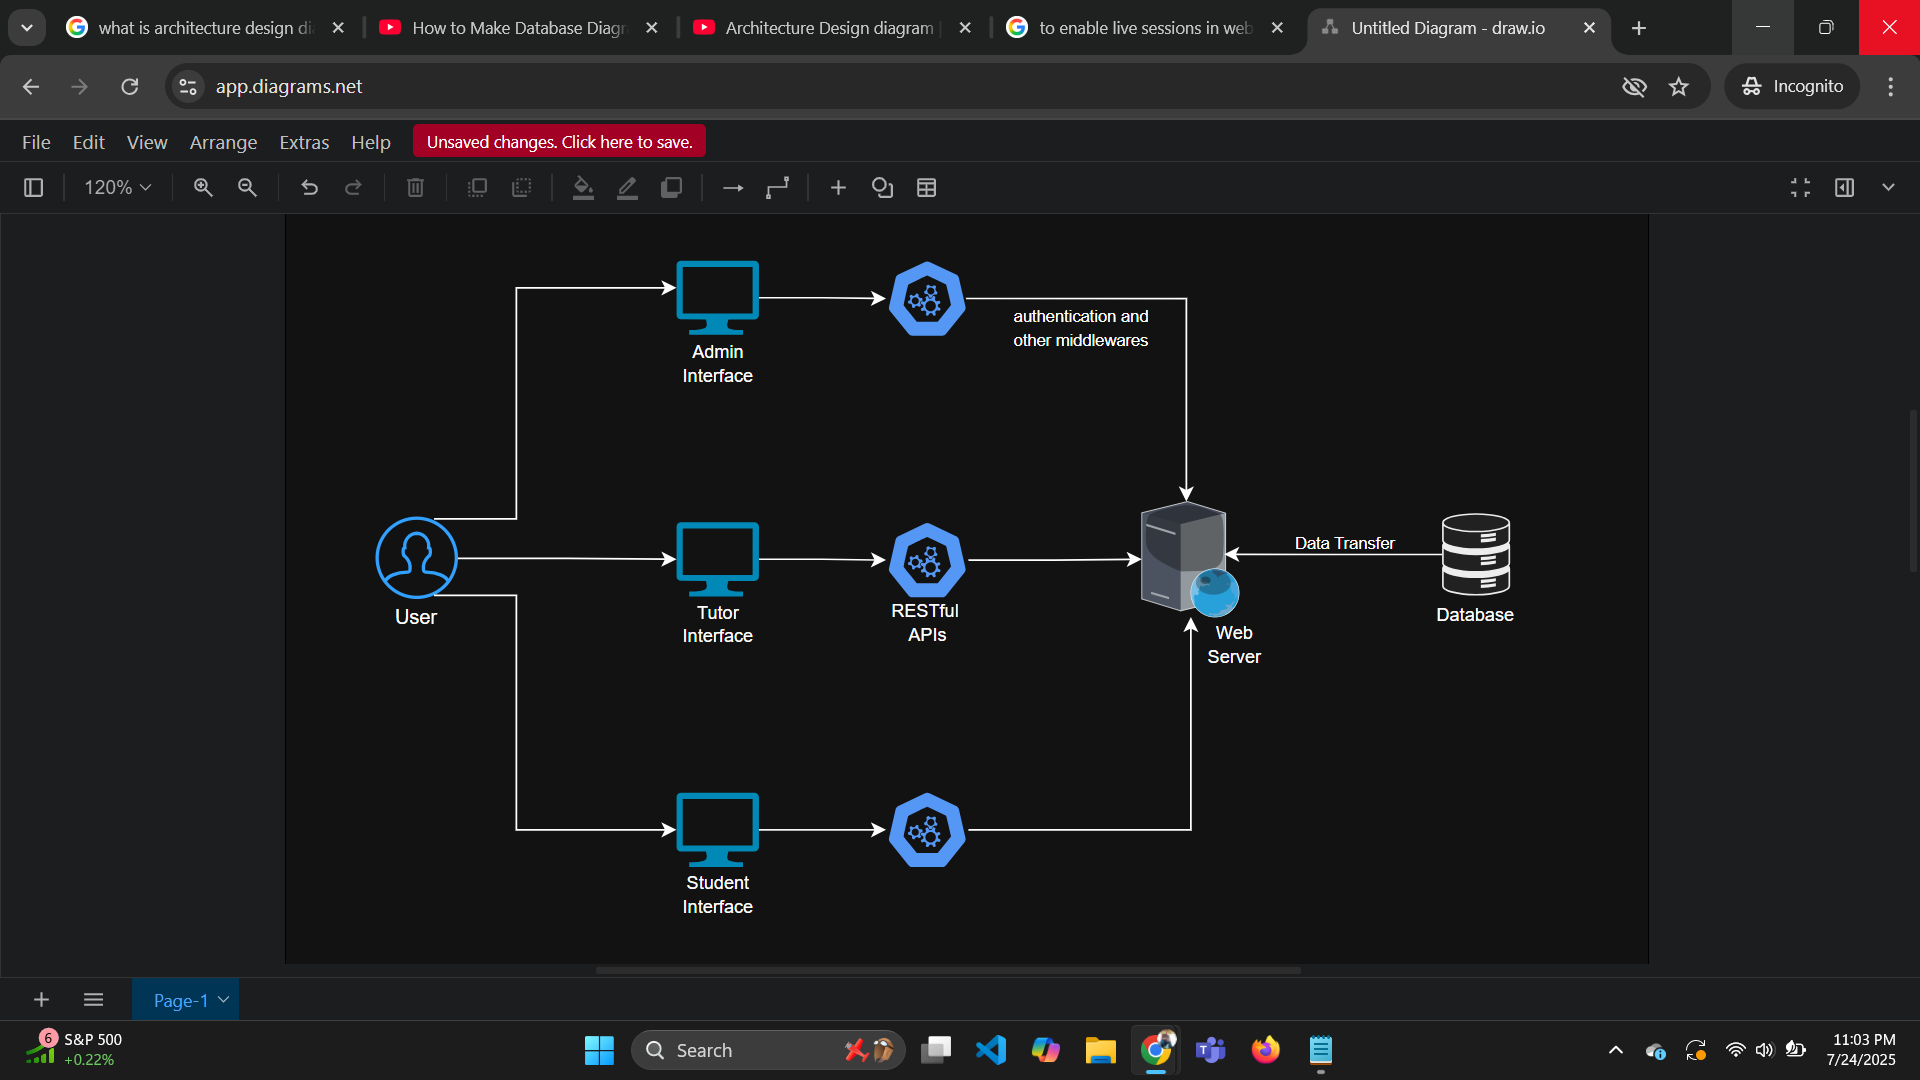 what is architecture design di
How to Make Database Diagr
Architecture Design diagram
to enable live sessions in web
Untitled Diagram - draw.io
app.diagrams.net
Incognito
File Edit View Arrange Extras Help
Unsaved changes. Click here to save.
120%
authentication and
other middlewares
Admin
Interface
Data Transfer
User
Tutor
Interface
RESTful
APIs
Web
Server
Database
Student
Interface
Page-1
6
S&P 500
+0.22%
Search
11:03 PM
7/24/2025